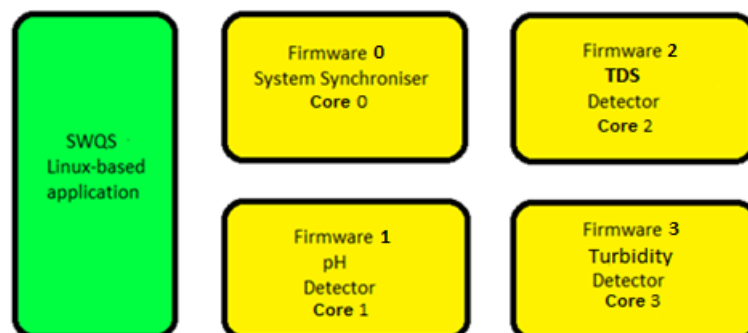 SWQS
Linux-based
application
Firmware 0
System Synchroniser
Core 0
Firmware 2
TDS
Detector
Core 2
Firmware 1
pH
Detector
Core 1
Firmware 3
Turbidity
Detector
Core 3